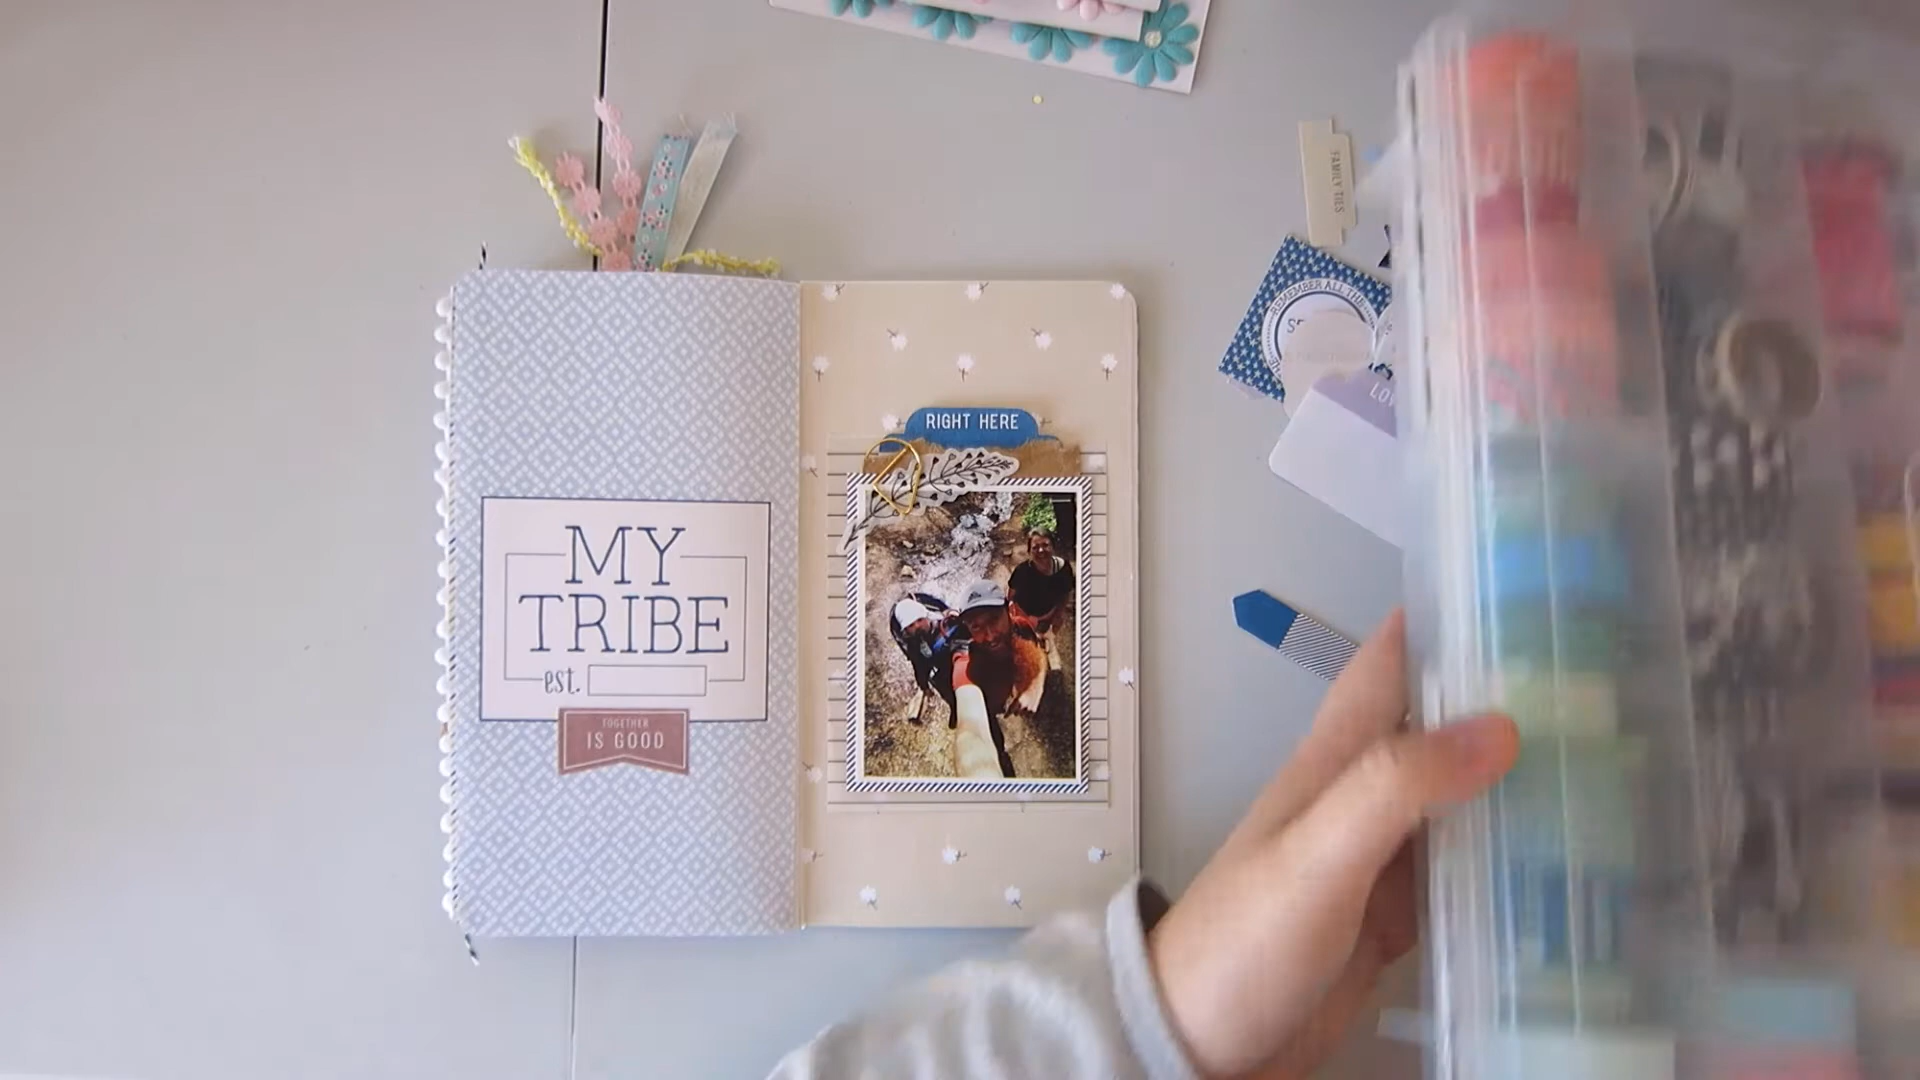 MY
TRIBE
est.
TOGETHER
IS GOOD
RIGHT HERE
FAMILY TIES
REMEMBER ALL THE